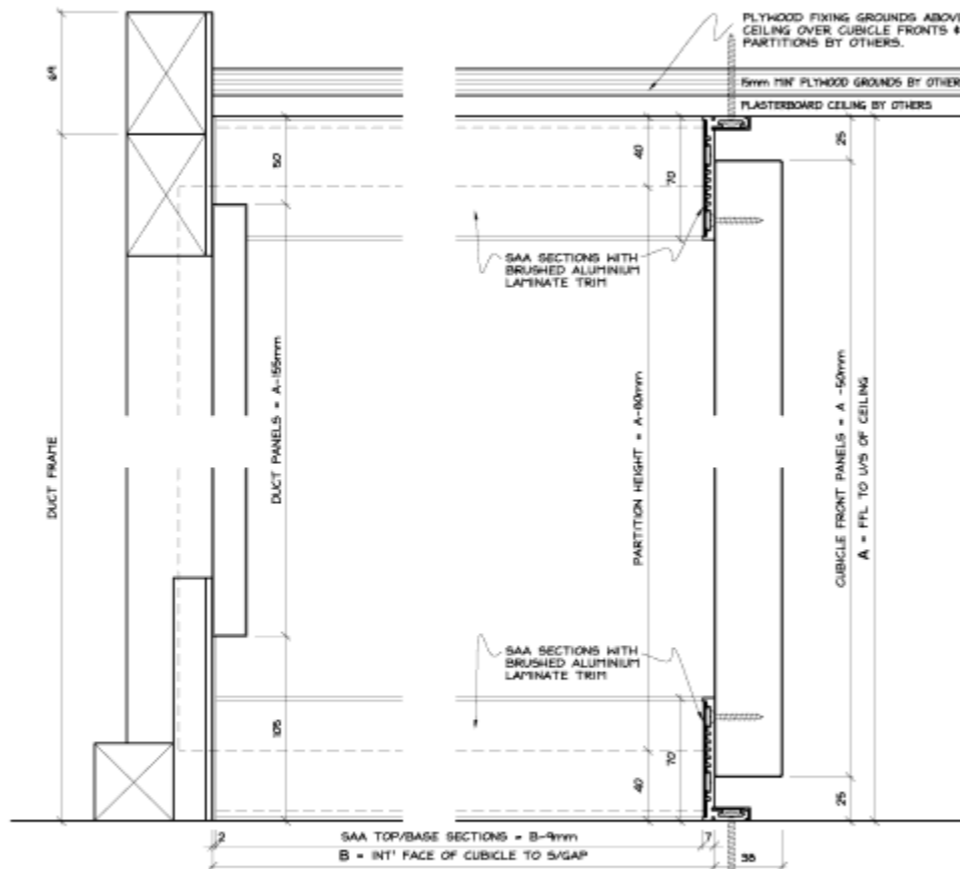 PLYWOOD FIXING GROUNDS ABOVE
CEILING OVER CUBICLE FRONTS &
PARTITIONS BY OTHERS.
15mm MIN' PLYWOOD GROUNDS BY OTHER
PLASTERBOARD CEILING BY OTHERS
69
50
40
70
25
SAA SECTIONS WITH
BRUSHED ALUMINIUM
LAMINATE TRIM
DUCT FRAME
DUCT PANELS = A-155mm
PARTITION HEIGHT = A-80mm
CUBICLE FRONT PANELS = A -50mm
A = FFL TO U/S OF CEILING
SAA SECTIONS WITH
BRUSHED ALUMINIUM
LAMINATE TRIM
105
70
40
25
2
SAA TOP/BASE SECTIONS = B-9mm
7
B = INT' FACE OF CUBICLE TO S/GAP
38